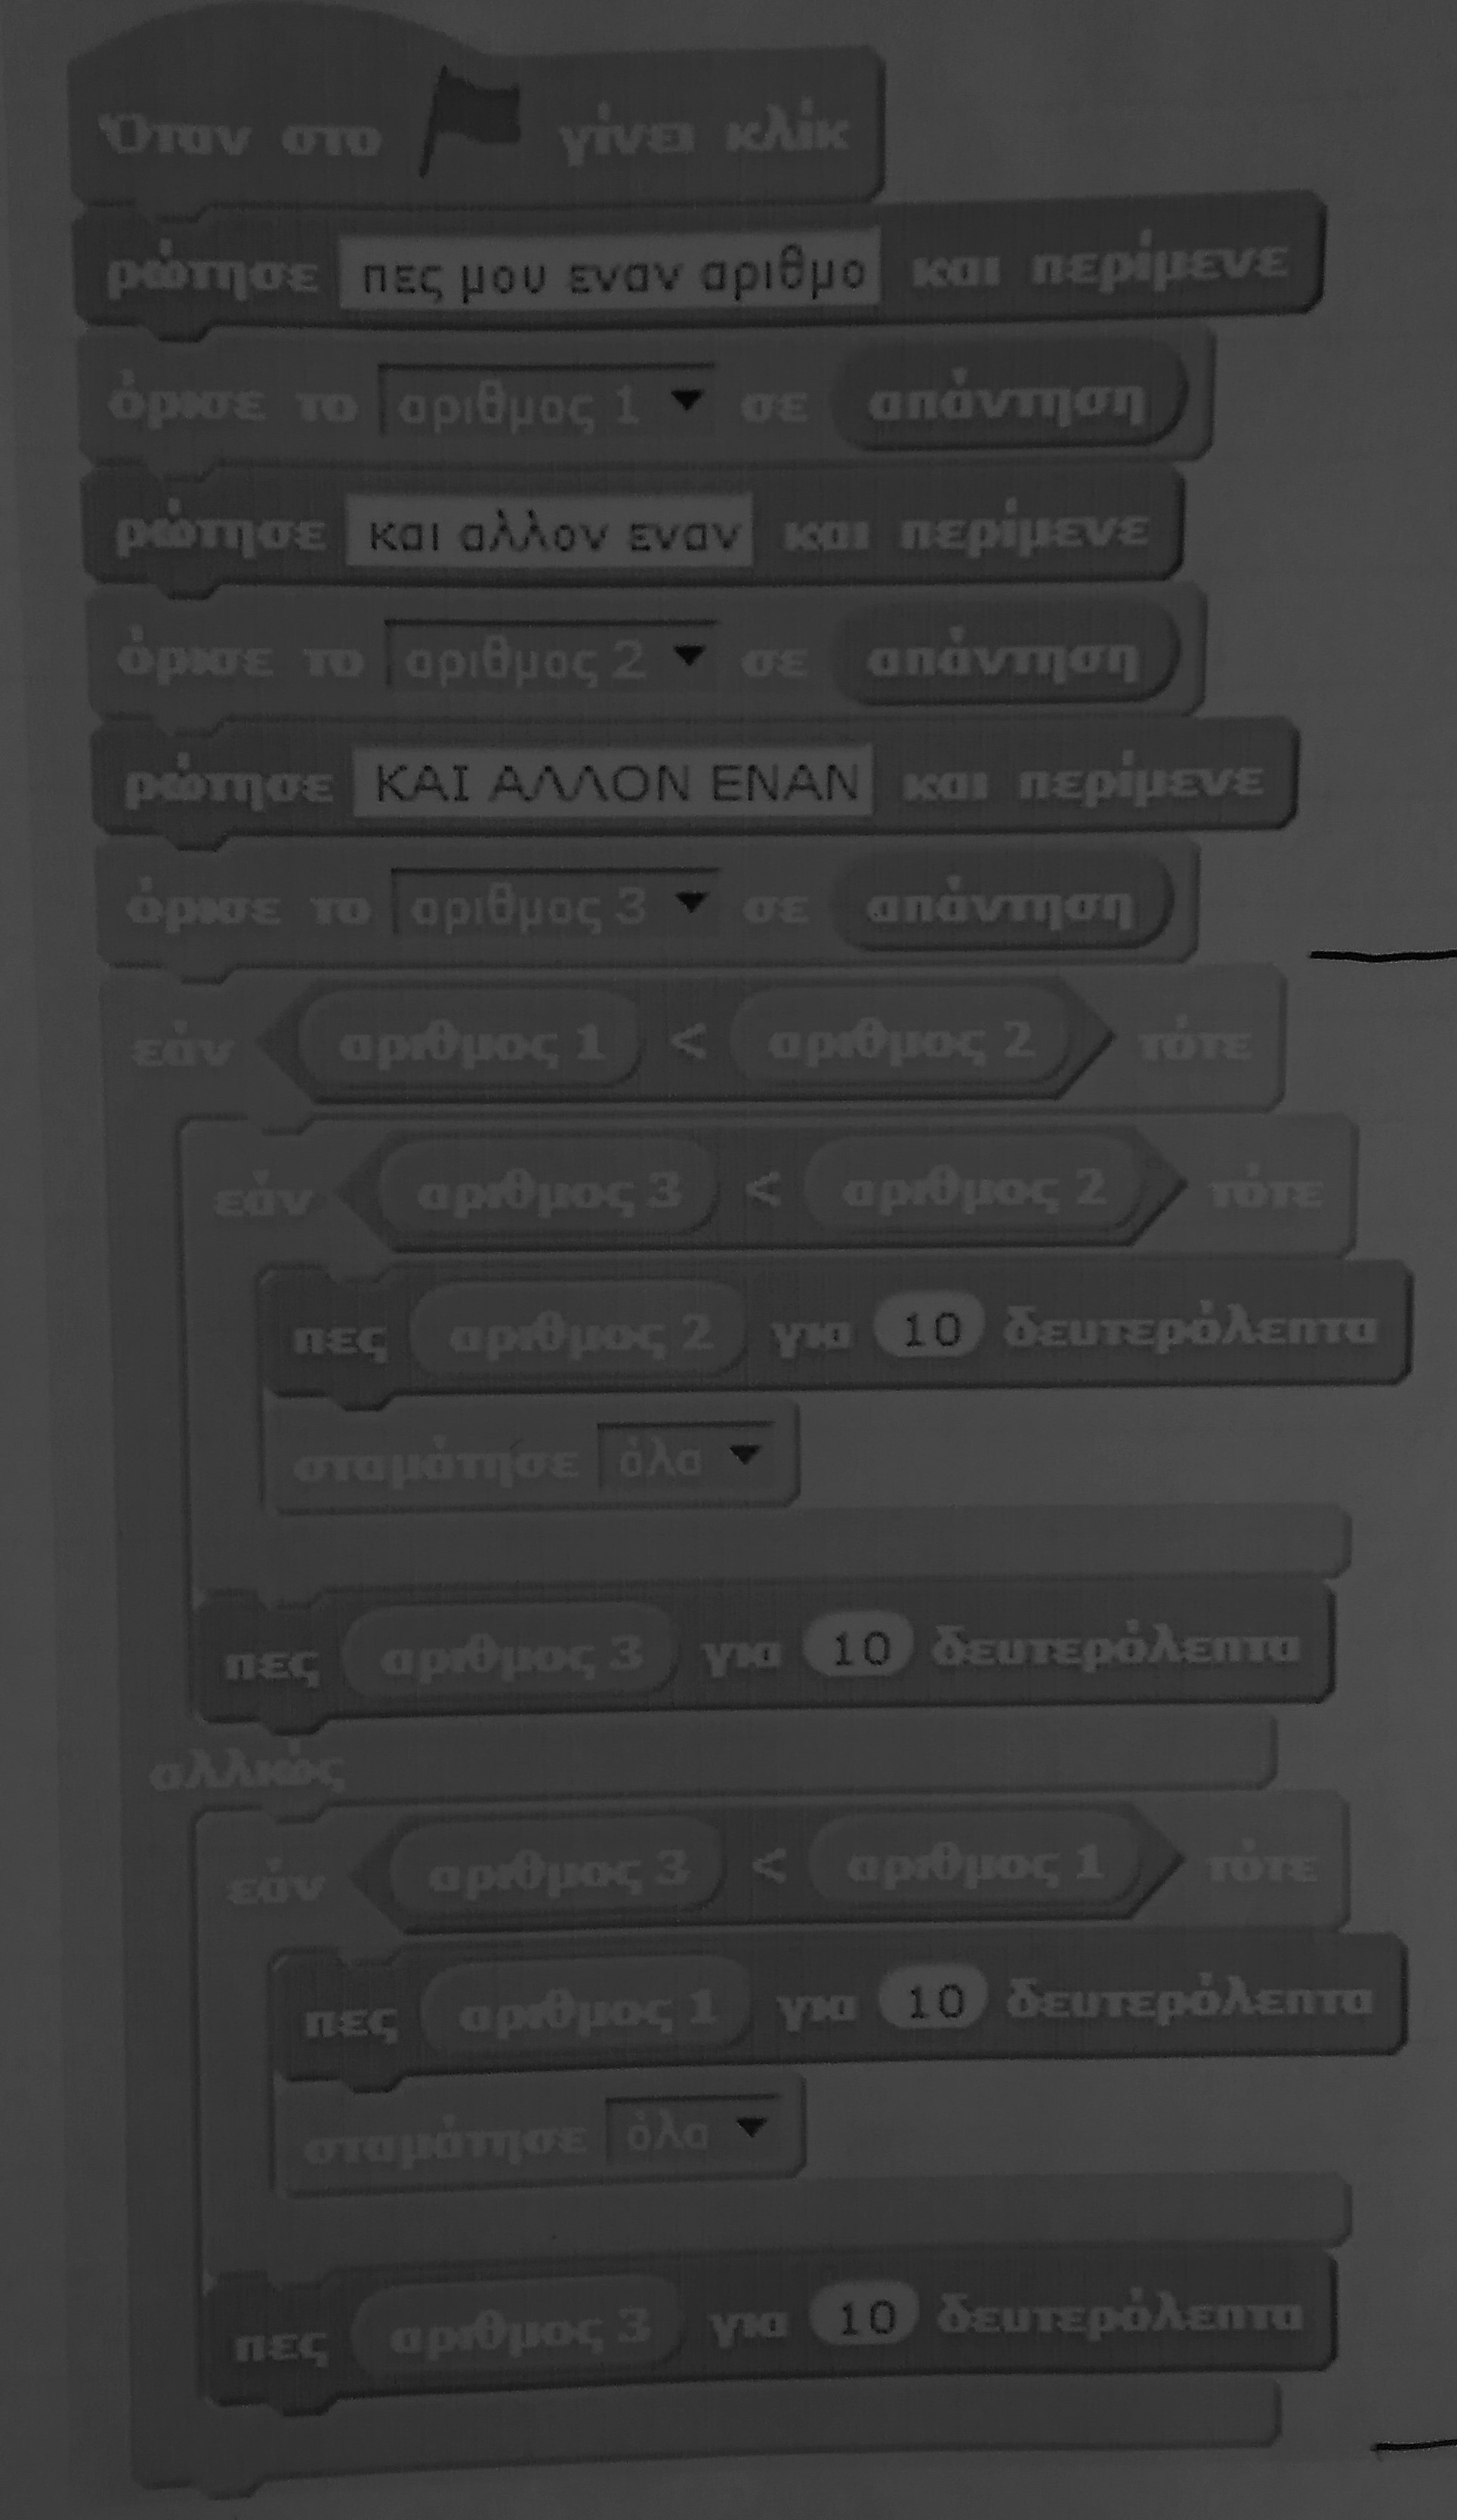 Όταν στο γίνει κλίκ
ρώτησε πες μου εναν αριθμο και περίμενε
όρισε το αριθμος 1 σε απάντηση
ρώτησε και αλλον εναν και περίμενε
όρισε το αριθμος 2 σε απάντηση
ρώτησε ΚΑΙ ΑΛΛΟΝ ΕΝΑΝ και περίμενε
όρισε το αριθμος 3 σε απάντηση
εάν αριθμος 1 < αριθμος 2 τότε
εάν αριθμος 3 < αριθμος 2 τότε
πες αριθμος 2 για 10 δευτερόλεπτα
σταμάτησε όλα
πες αριθμος 3 για 10 δευτερόλεπτα
αλλιώς
εάν αριθμος 3 < αριθμος 1 τότε
πες αριθμος 1 για 10 δευτερόλεπτα
σταμάτησε όλα
πες αριθμος 3 για 10 δευτερόλεπτα